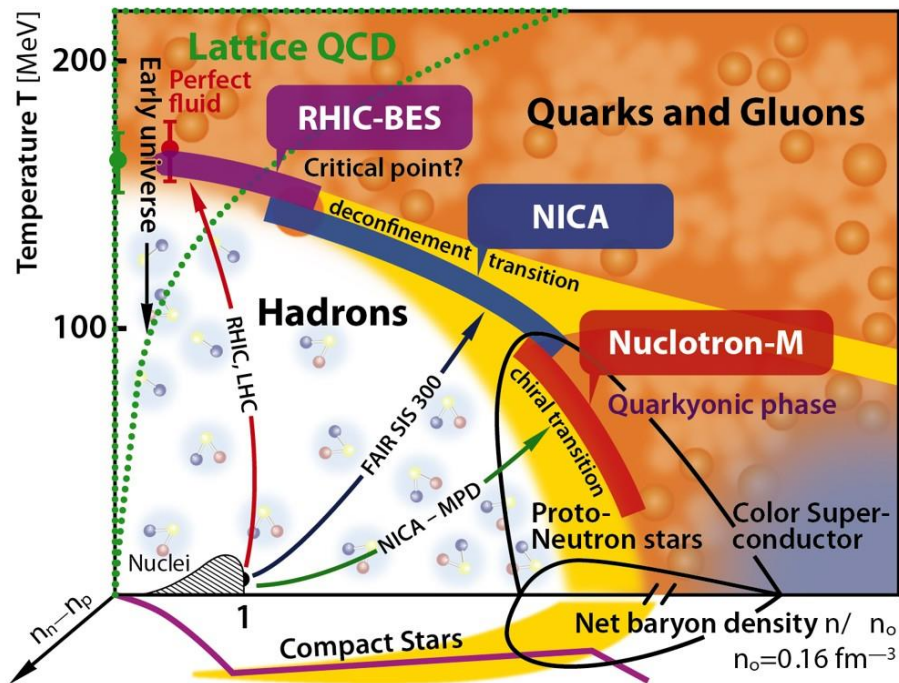 Temperature T [MeV]
200
100
Lattice QCD
Early universe
Perfect
fluid
RHIC-BES
Critical point?
Quarks and Gluons
deconfinement transition
NICA
Hadrons
Nuclotron-M
Quarkyonic phase
chiral transition
RHIC, LHC
FAIR SIS 300
NICA – MPD
Proto-
Neutron stars
Color Super-
conductor
Nuclei
1
nₙ—nₚ
Compact Stars
Net baryon density n/ n₀
n₀=0.16 fm⁻³